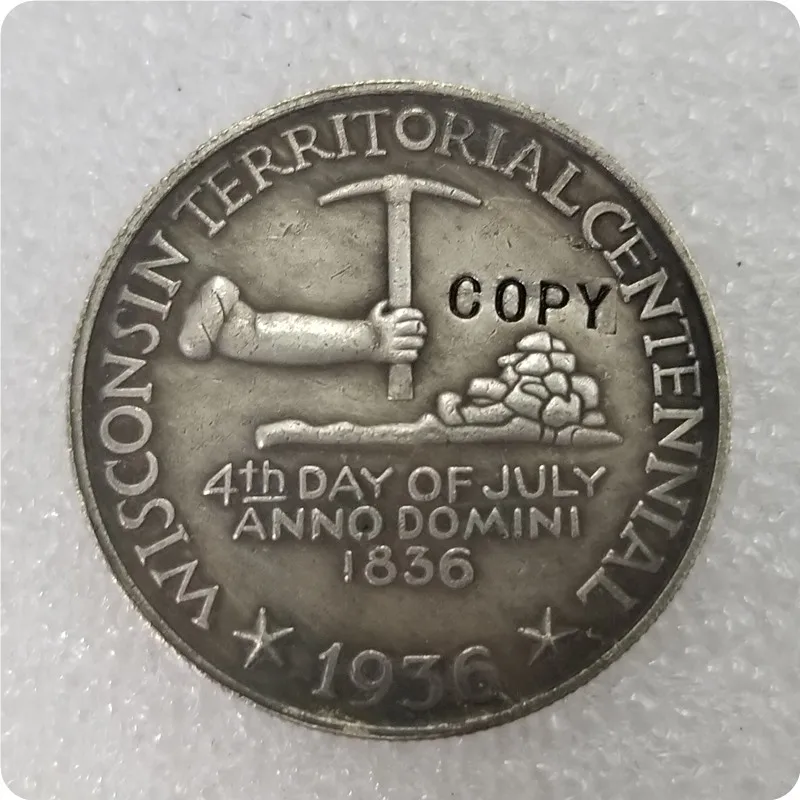 WISCONSIN TERRITORIAL CENTENNIAL
COPY
4th DAY OF JULY
ANNO DOMINI
1836
1936